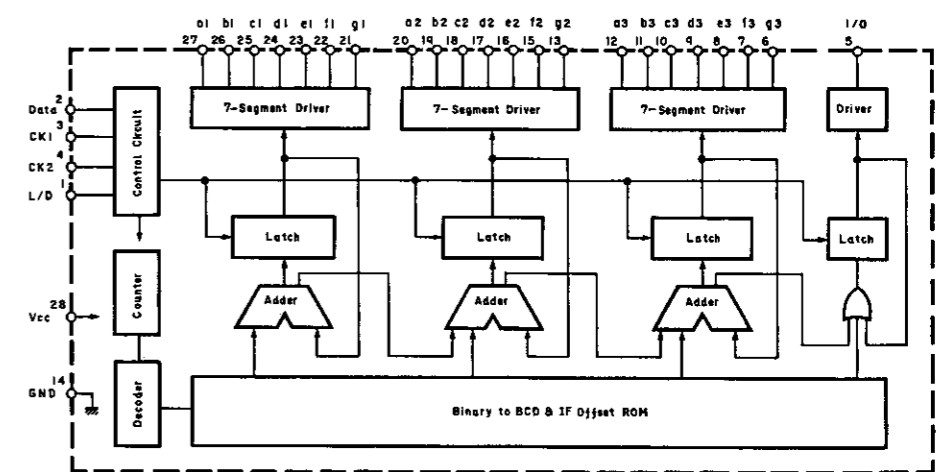 a1 b1 c1 d1 e1 f1 g1 a2 b2 c2 d2 e2 f2 g2 a3 b3 c3 d3 e3 f3 g3 I/O
27 26 25 24 23 22 21 20 19 18 17 16 15 13 12 11 10 9 8 7 6 5
7-Segment Driver 7-Segment Driver 7-Segment Driver Driver
Data 2
CK1 3
CK2 4
L/D 1
Control Circuit
Latch Latch Latch Latch
Counter
Adder Adder Adder
Vcc 28
GND 14
Decoder
Binary to BCD & IF Offset ROM